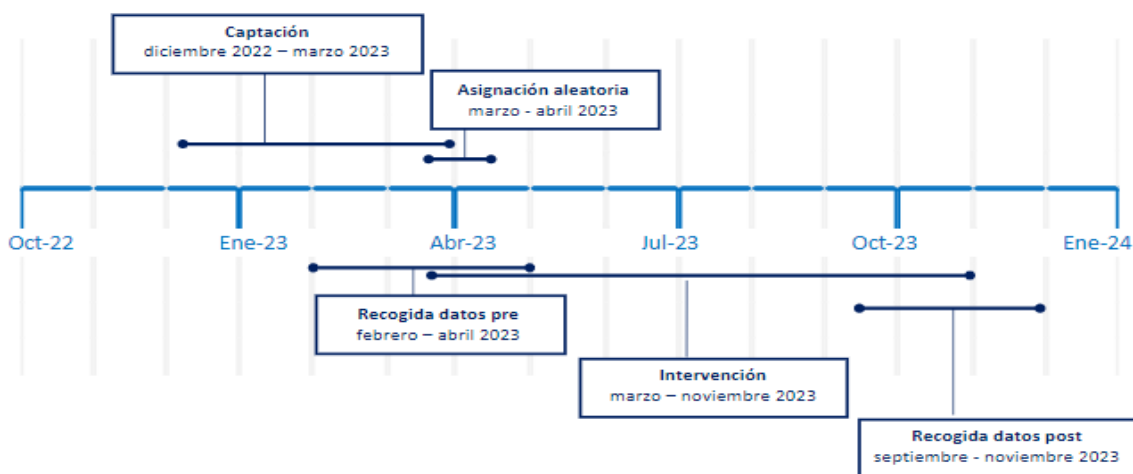 Captación
diciembre 2022 – marzo 2023
Asignación aleatoria
marzo - abril 2023
Oct-22
Ene-23
Abr-23
Jul-23
Oct-23
Ene-24
Recogida datos pre
febrero – abril 2023
Intervención
marzo – noviembre 2023
Recogida datos post
septiembre - noviembre 2023